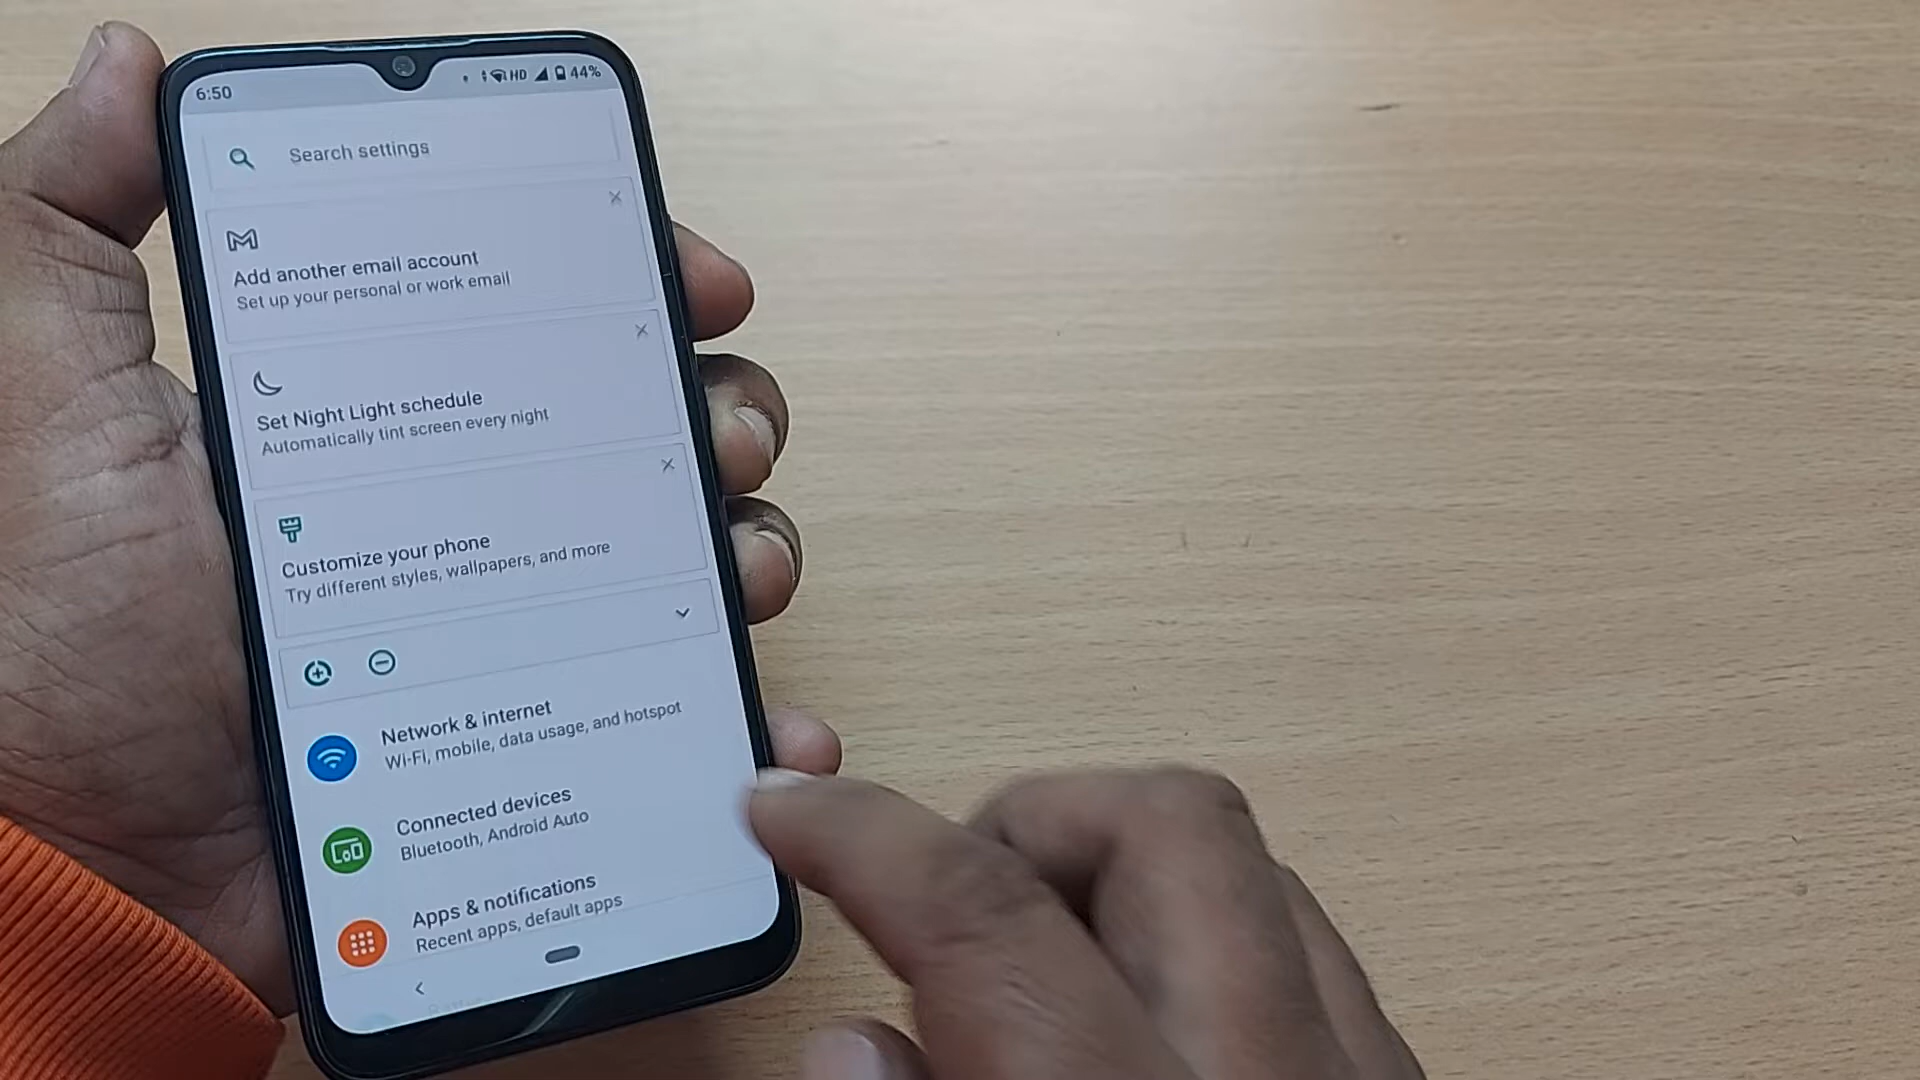 6:50
HD 44%
Search settings
Add another email account
Set up your personal or work email
Set Night Light schedule
Automatically tint screen every night
Customize your phone
Try different styles, wallpapers, and more
Network & internet
Wi-Fi, mobile, data usage, and hotspot
Connected devices
Bluetooth, Android Auto
Apps & notifications
Recent apps, default apps